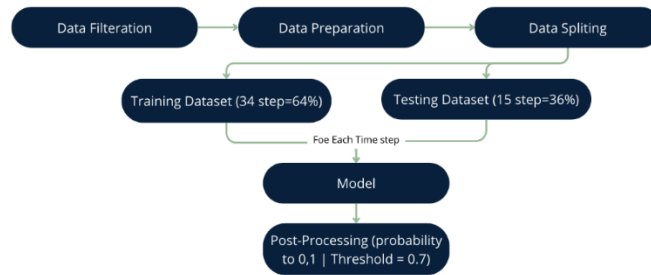 Data Filteration
Data Preparation
Data Spliting
Training Dataset (34 step=64%)
Testing Dataset (15 step=36%)
Foe Each Time step
Model
Post-Processing (probability
to 0,1 | Threshold = 0.7)